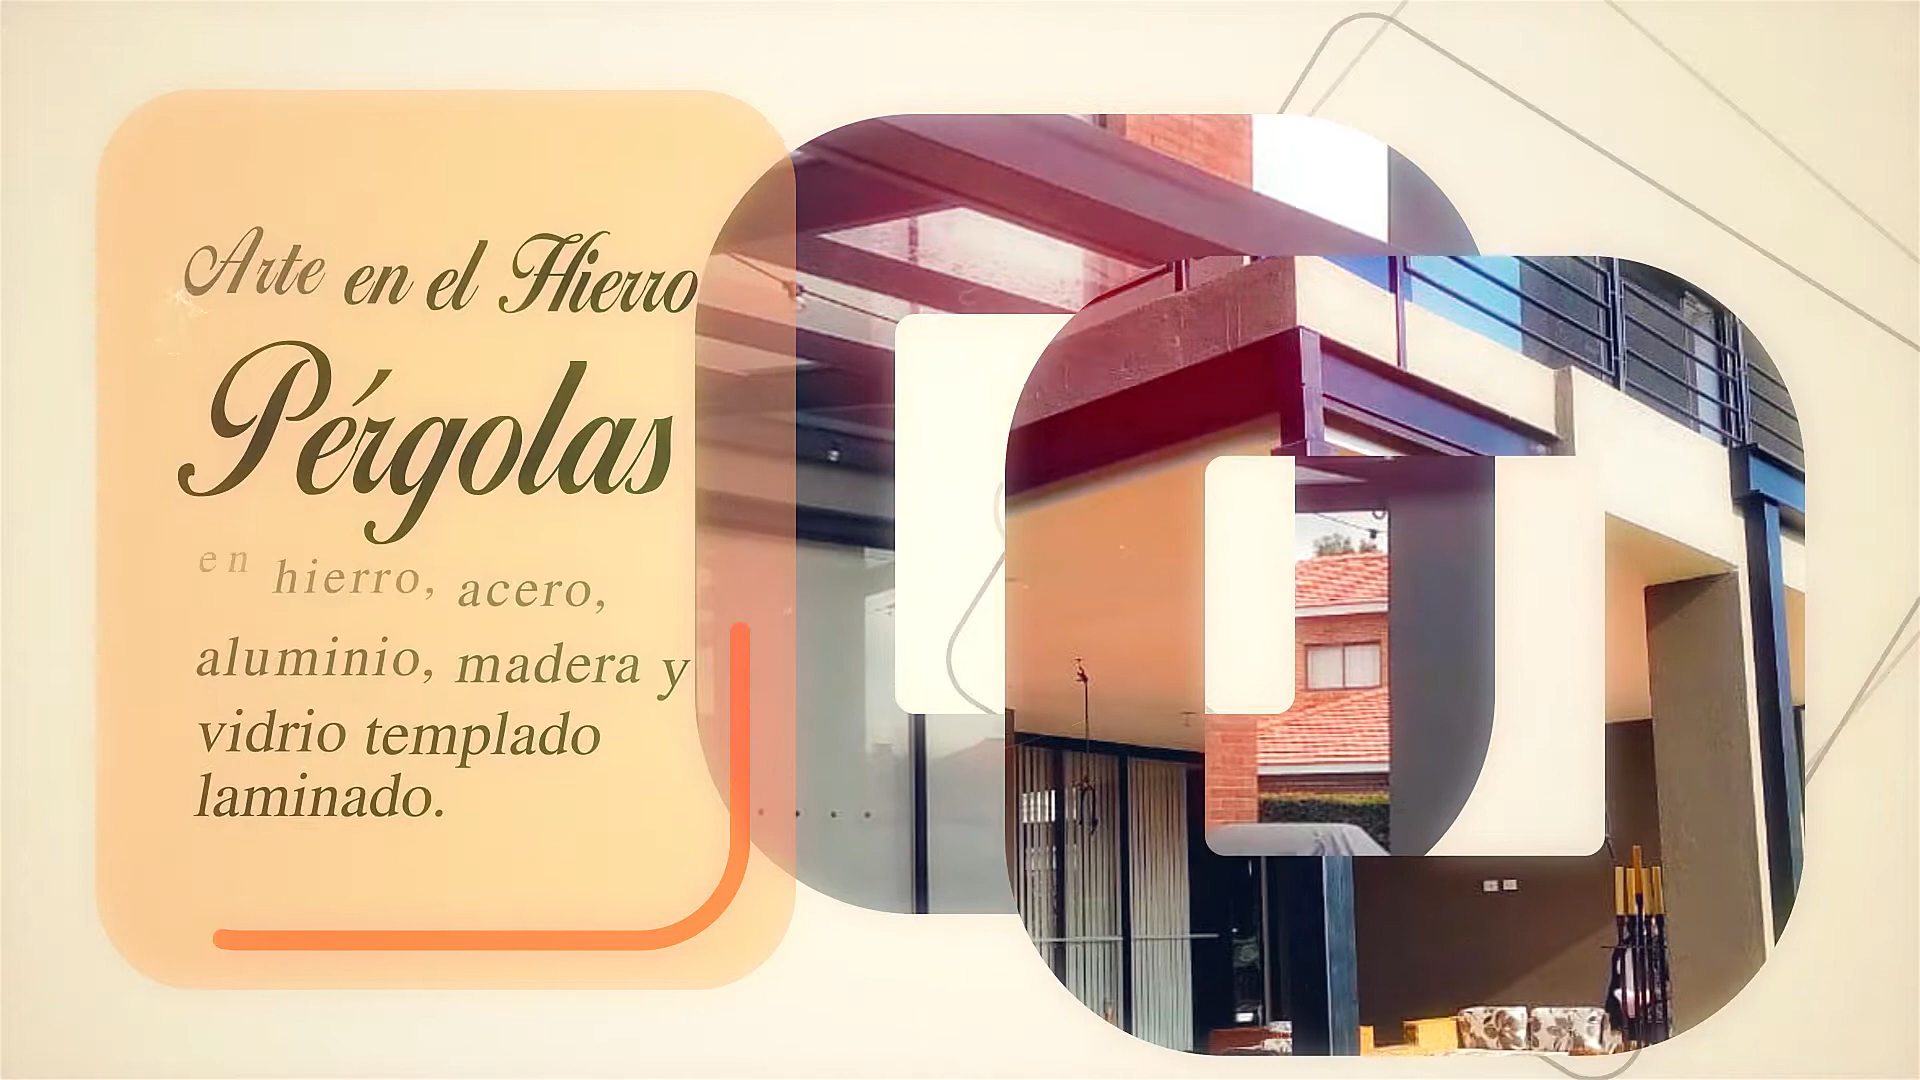 Arte en el Hierro
Pérgolas
en hierro, acero,
aluminio, madera y
vidrio templado
laminado.